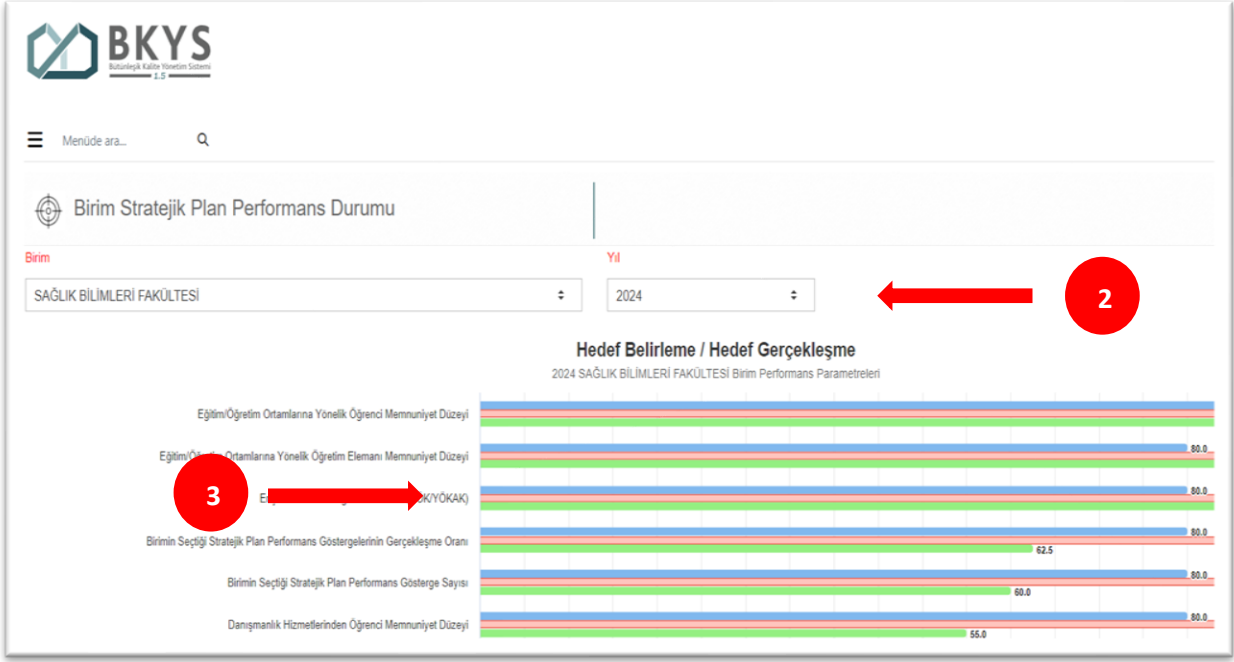 BKYS
Bütünleşik Kalite Yönetim Sistemi
1.5
Menüde ara...
Birim Stratejik Plan Performans Durumu
Birim
Yıl
SAĞLIK BİLİMLERİ FAKÜLTESİ
2024
2
Hedef Belirleme / Hedef Gerçekleşme
2024 SAĞLIK BİLİMLERİ FAKÜLTESİ Birim Performans Parametreleri
Eğitim/Öğretim Ortamlarına Yönelik Öğrenci Memnuniyet Düzeyi
Eğitim/Öğretim Ortamlarına Yönelik Öğretim Elemanı Memnuniyet Düzeyi
80.0
3
ÖK/YÖKAK)
80.0
Birimin Seçtiği Stratejik Plan Performans Göstergelerinin Gerçekleşme Oranı
80.0
62.5
Birimin Seçtiği Stratejik Plan Performans Gösterge Sayısı
80.0
60.0
Danışmanlık Hizmetlerinden Öğrenci Memnuniyet Düzeyi
80.0
55.0